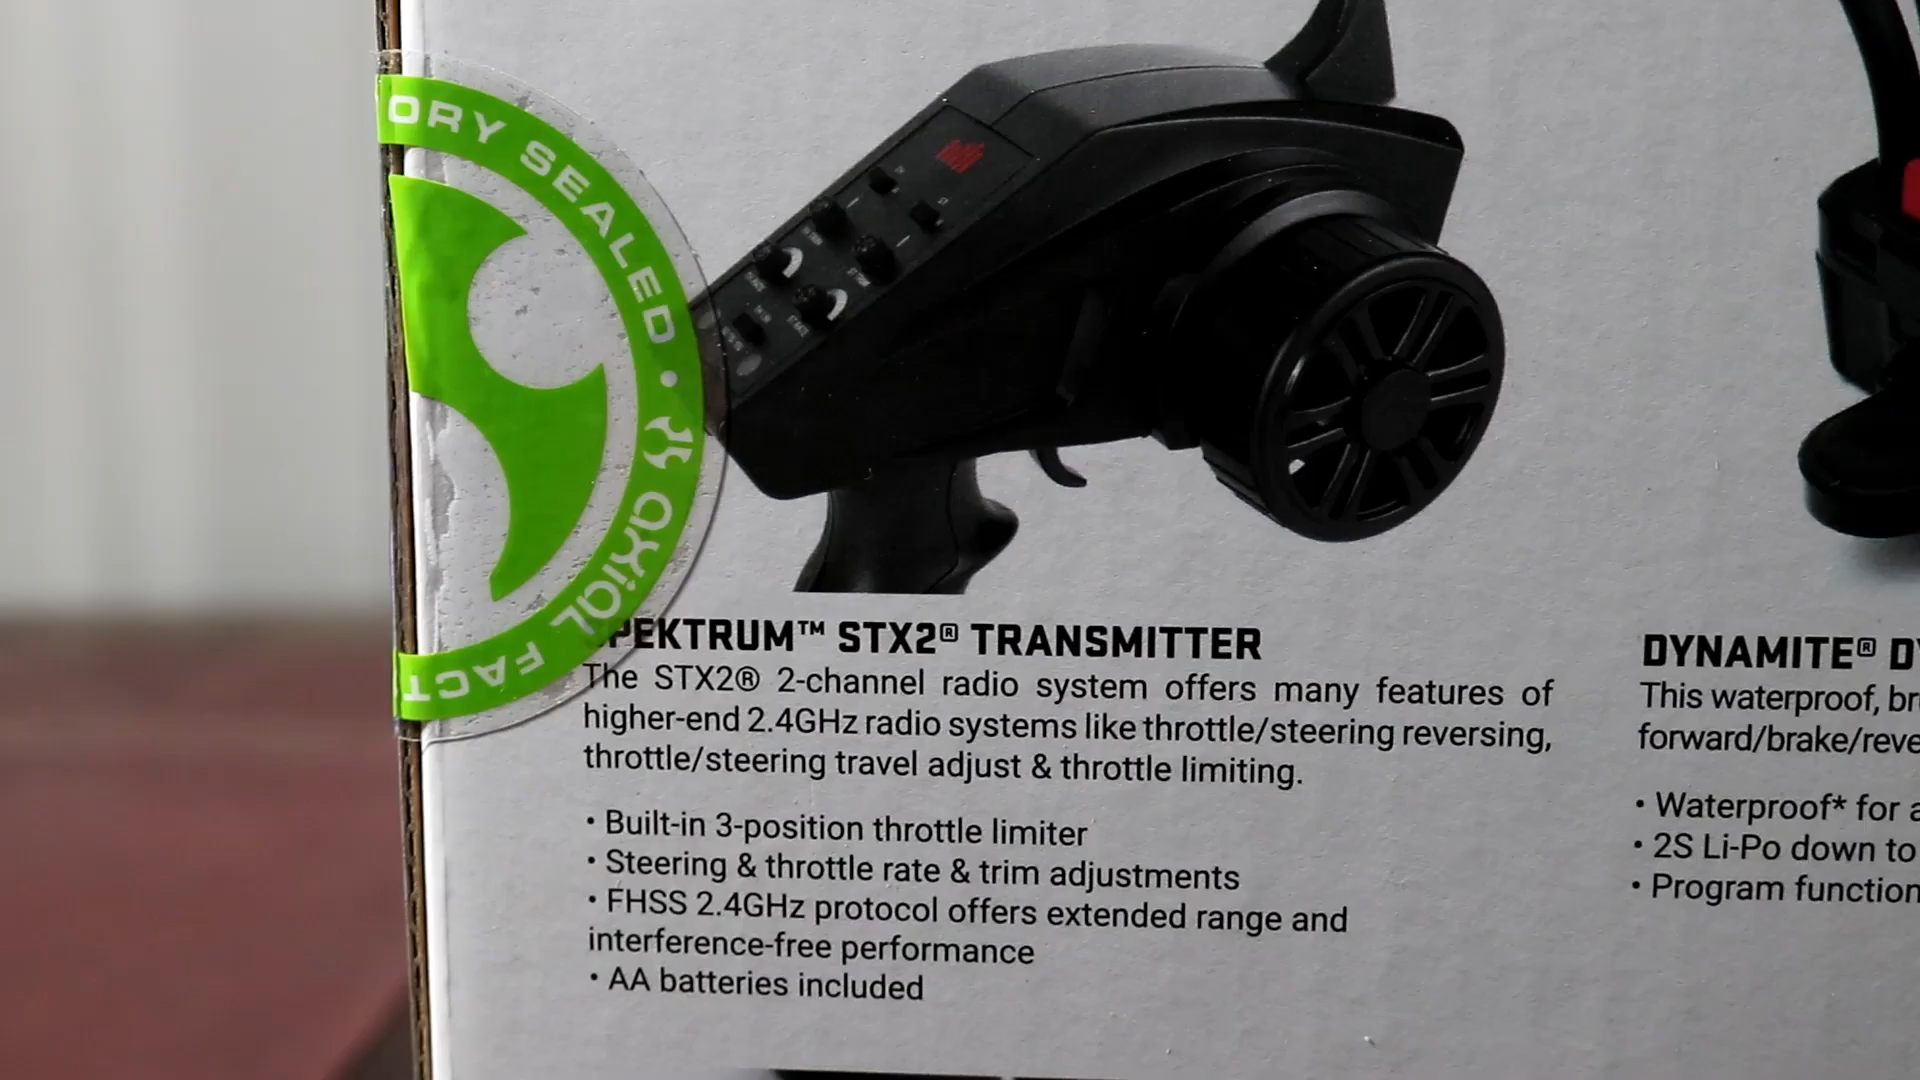 ORY SEALED • AXIAL FACT
SPEKTRUM™ STX2® TRANSMITTER
The STX2® 2-channel radio system offers many features of
higher-end 2.4GHz radio systems like throttle/steering reversing,
throttle/steering travel adjust & throttle limiting.
• Built-in 3-position throttle limiter
• Steering & throttle rate & trim adjustments
• FHSS 2.4GHz protocol offers extended range and
interference-free performance
• AA batteries included
DYNAMITE® D
This waterproof, br
forward/brake/reve
• Waterproof* for a
• 2S Li-Po down to
• Program function